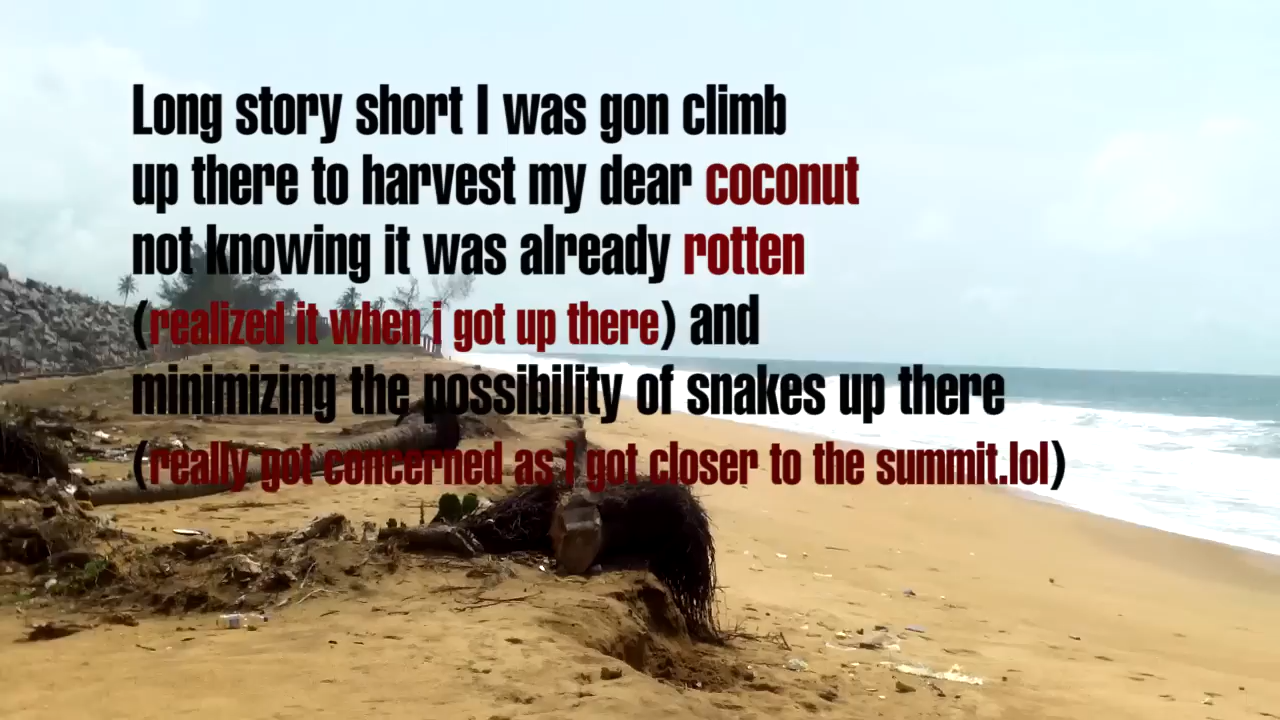 Long story short I was gon climb
up there to harvest my dear coconut
not knowing it was already rotten
(realized it when i got up there) and
minimizing the possibility of snakes up there
(really got concerned as I got closer to the summit.lol)